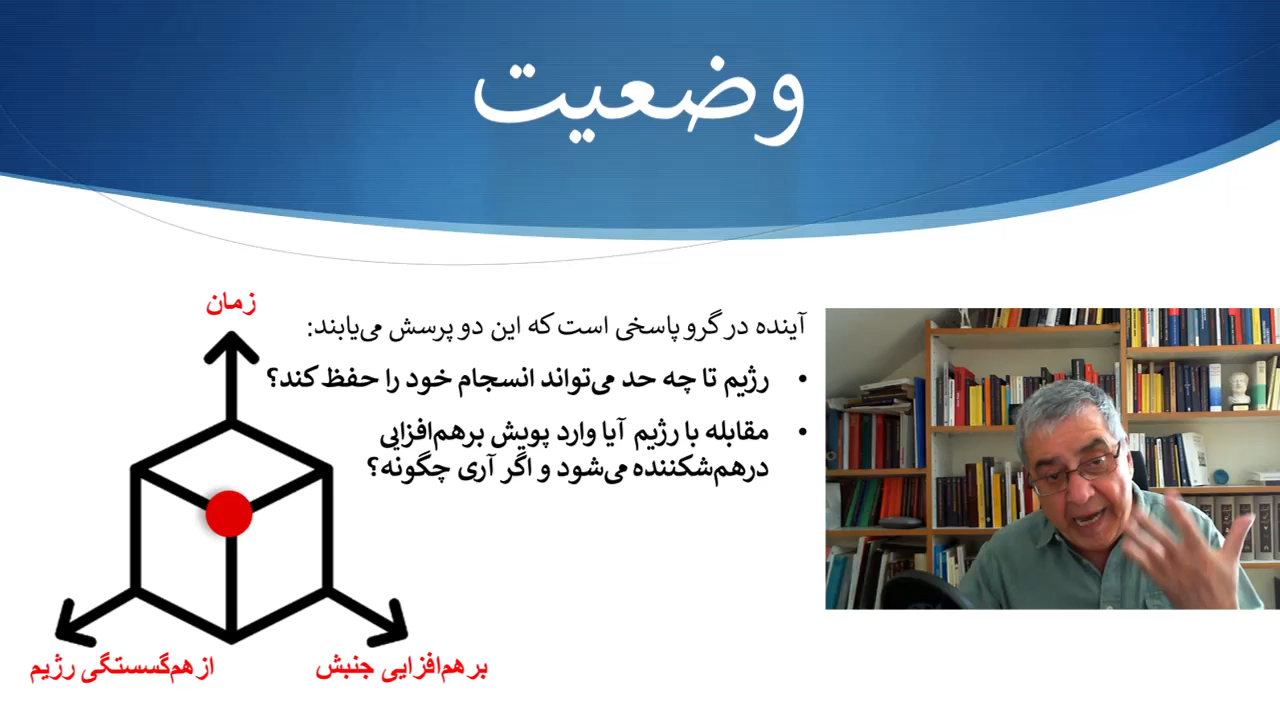 وضعیت
زمان
آینده در گرو پاسخی است که این دو پرسش می‌یابند:
• رژیم تا چه حد می‌تواند انسجام خود را حفظ کند؟
• مقابله با رژیم آیا وارد پویش برهم‌افزایی
درهم‌شکننده می‌شود و اگر آری چگونه؟
برهم‌افزایی جنبش
ازهم‌گسستگی رژیم